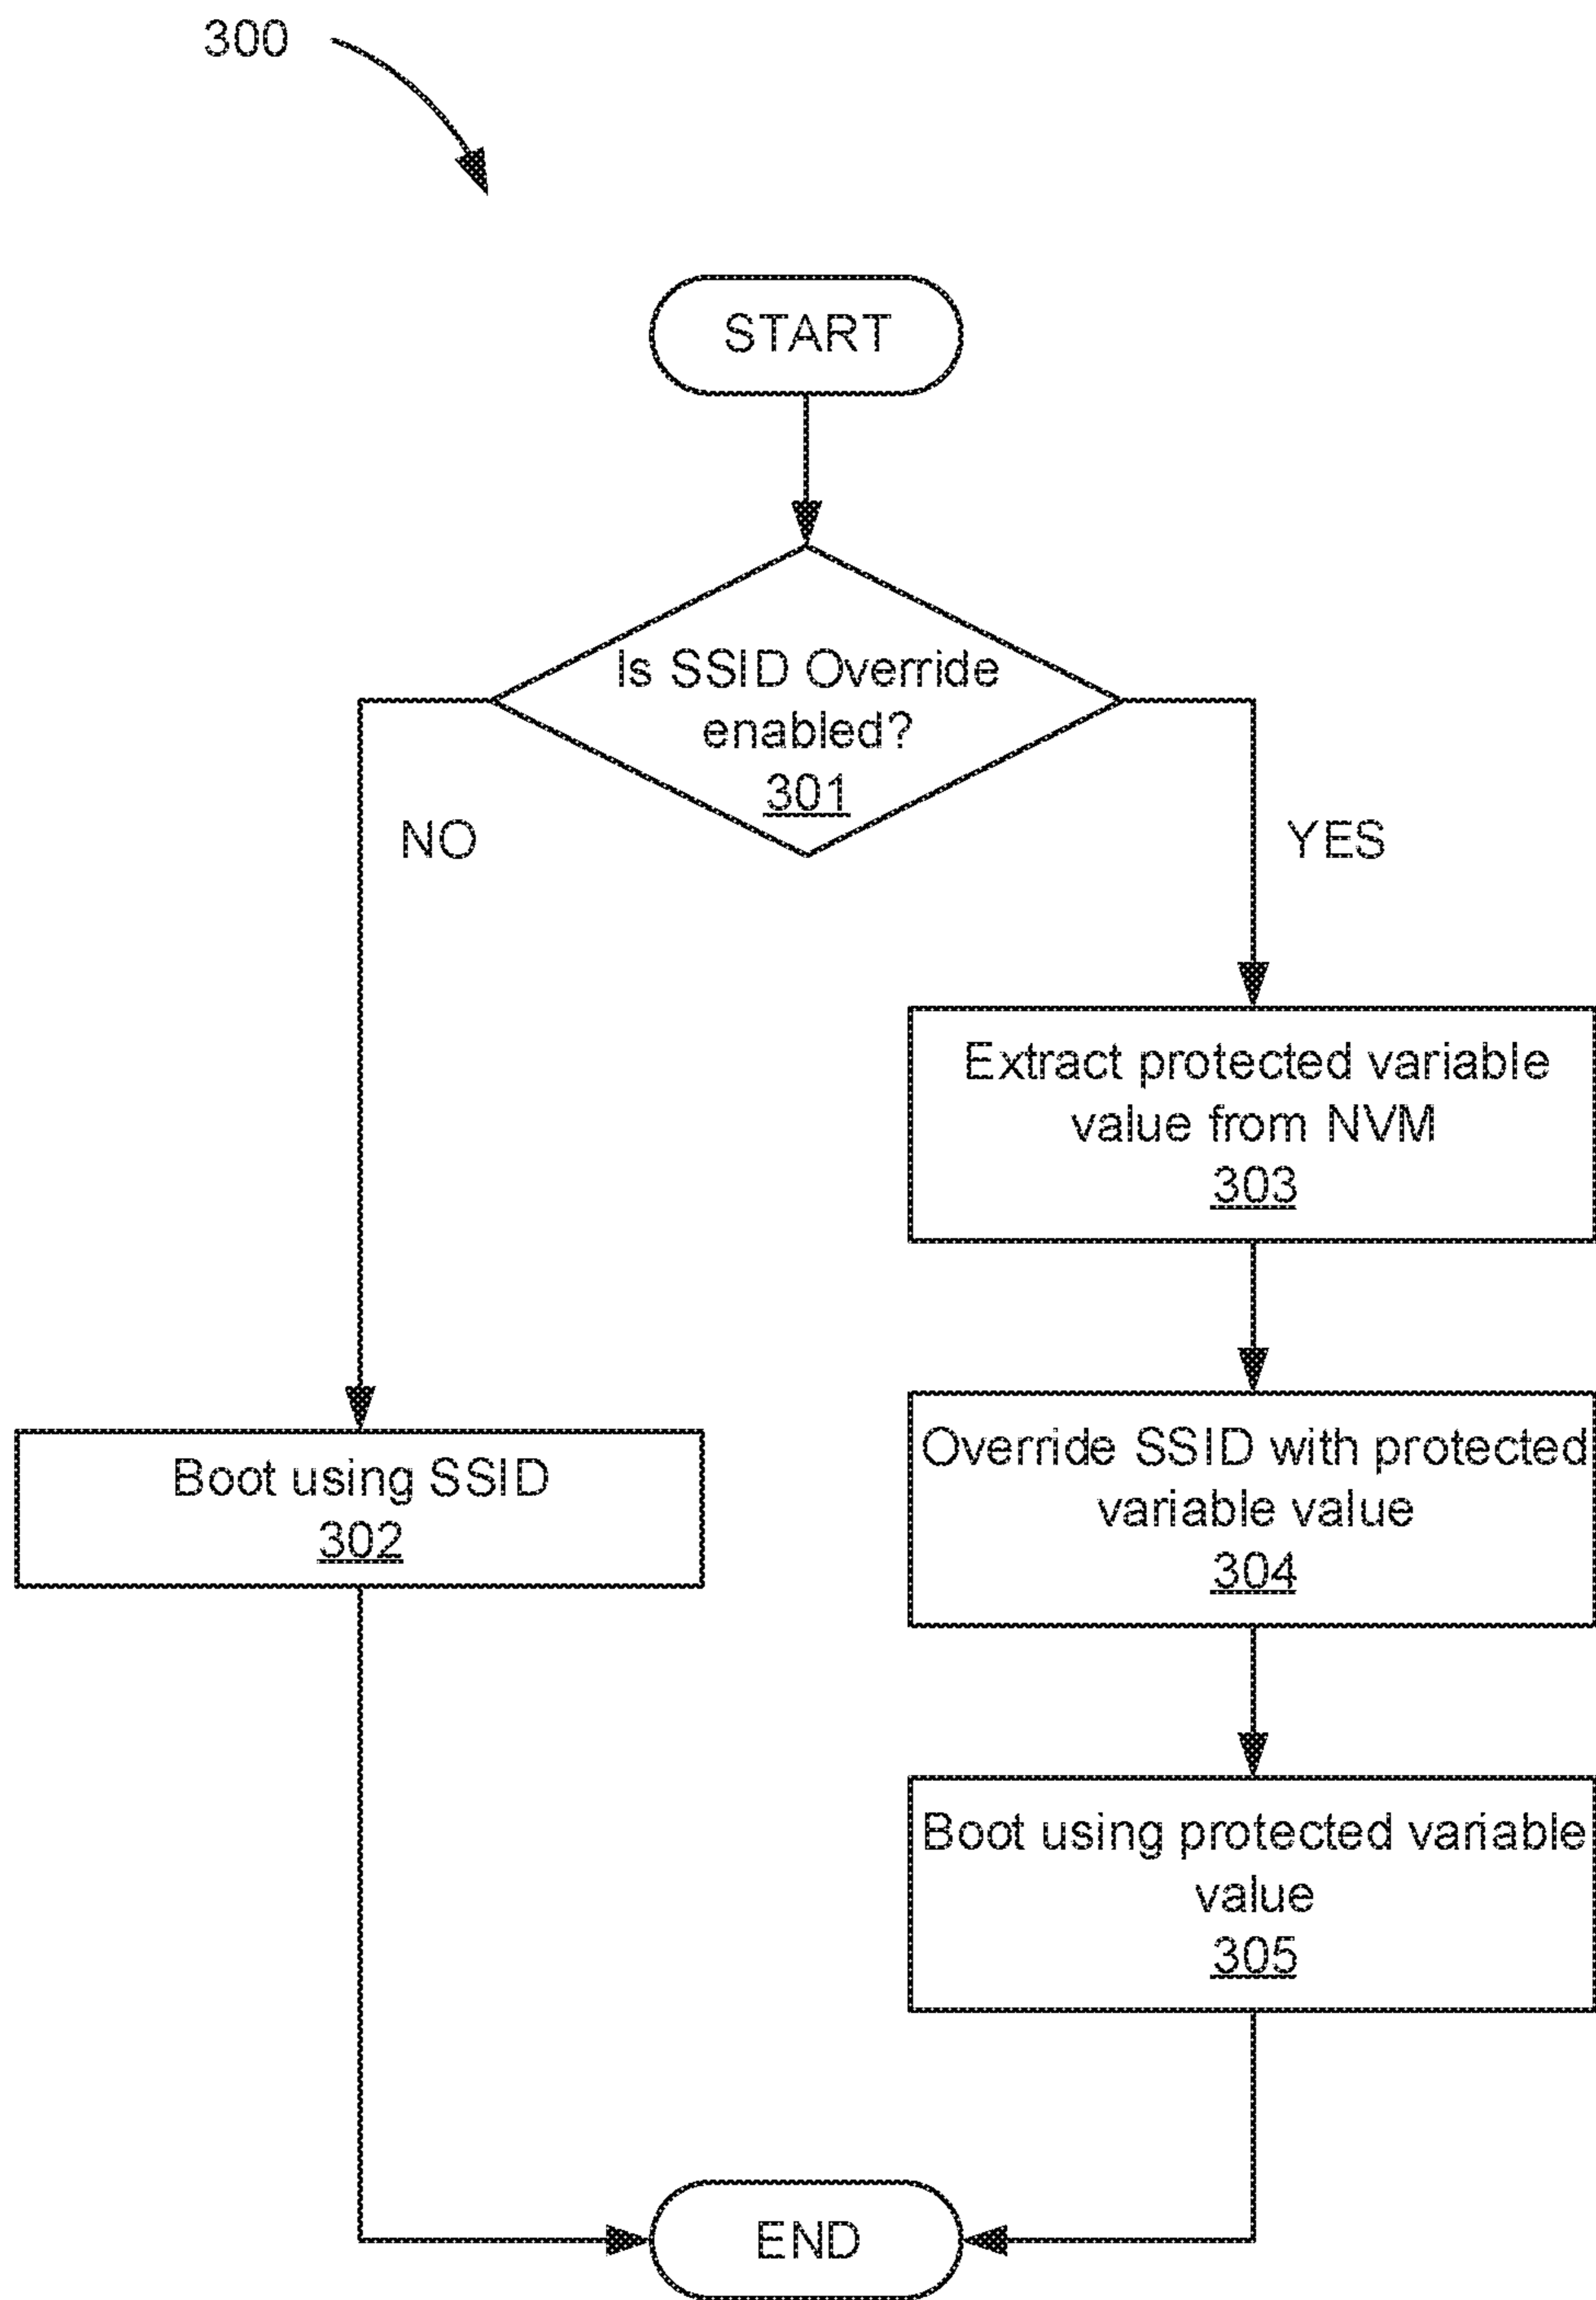 300
START
Is SSID Override
enabled?
301
NO
YES
Extract protected variable
value from NVM
303
Override SSID with protected
variable value
304
Boot using SSID
302
Boot using protected variable
value
305
END